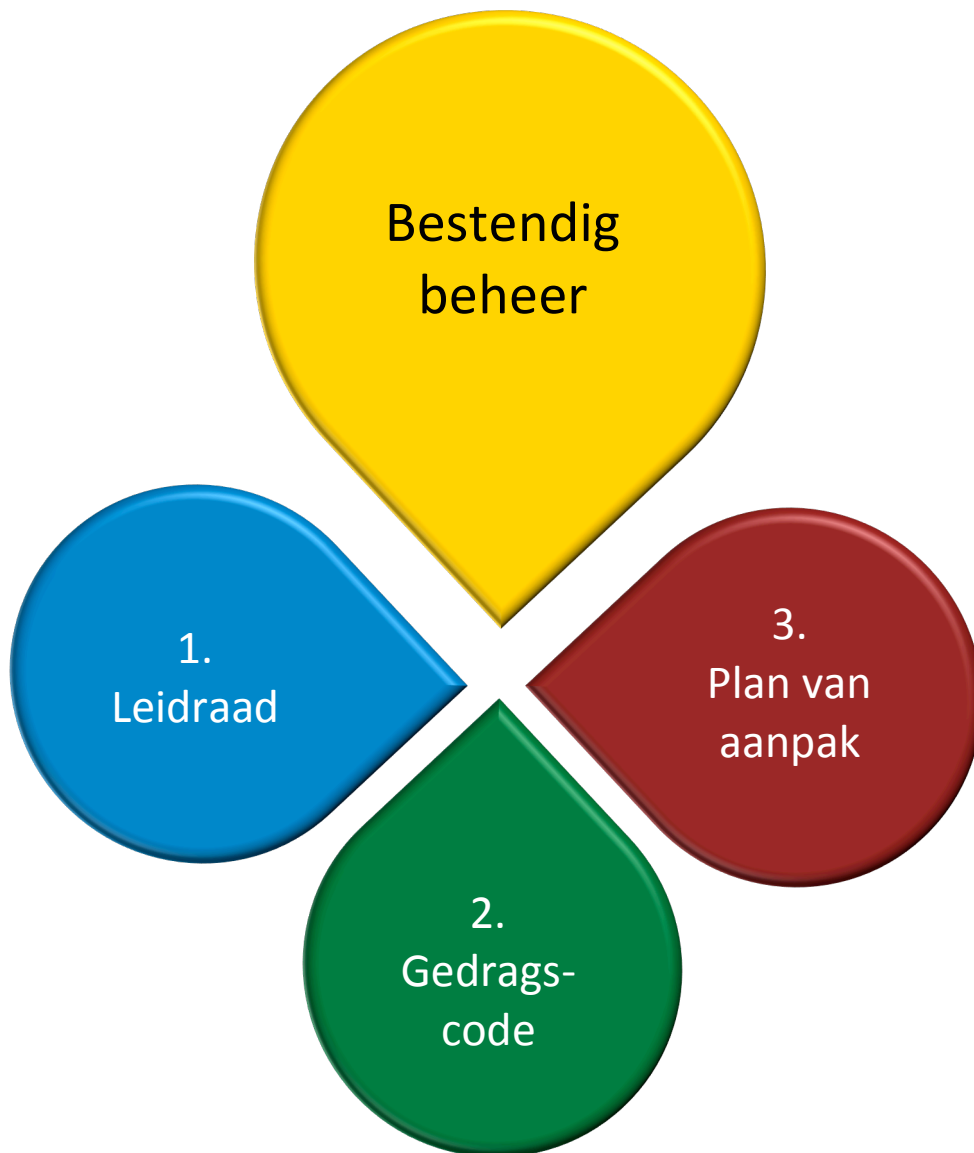 Bestendig
beheer
1.
Leidraad
2.
Gedrags-
code
3.
Plan van
aanpak